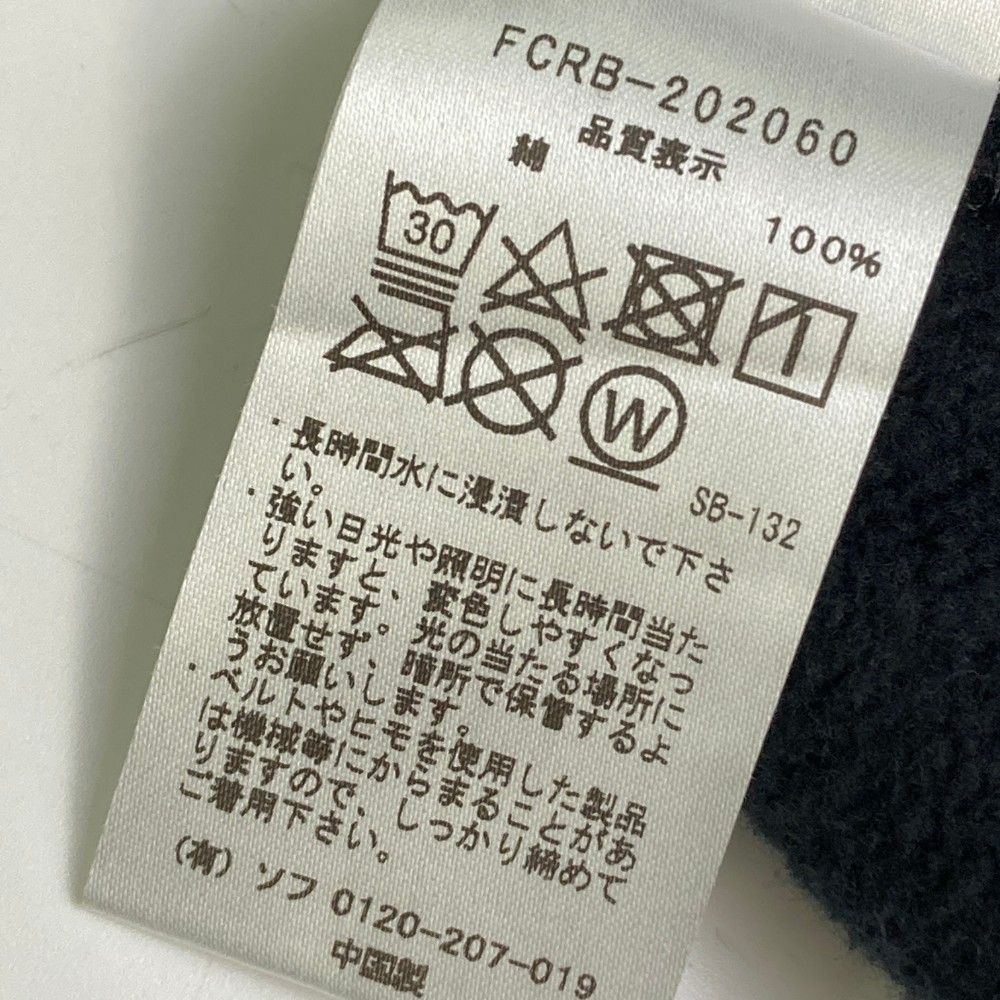 FCRB-202060
品質表示
綿
100%
30
W
SB-132
・長時間水に浸漬しないで下さ
い。
・強い日光や照明に長時間当た
りますと、変色しやすくなっ
ています。光の当たる場所に
放置せず、暗所で保管するよ
うお願いします。
・ベルトやヒモを使用した製品
は機械等にからまることがあ
りますので、しっかり締めて
ご着用下さい。
(有)ソフ 0120-207-019
中国製